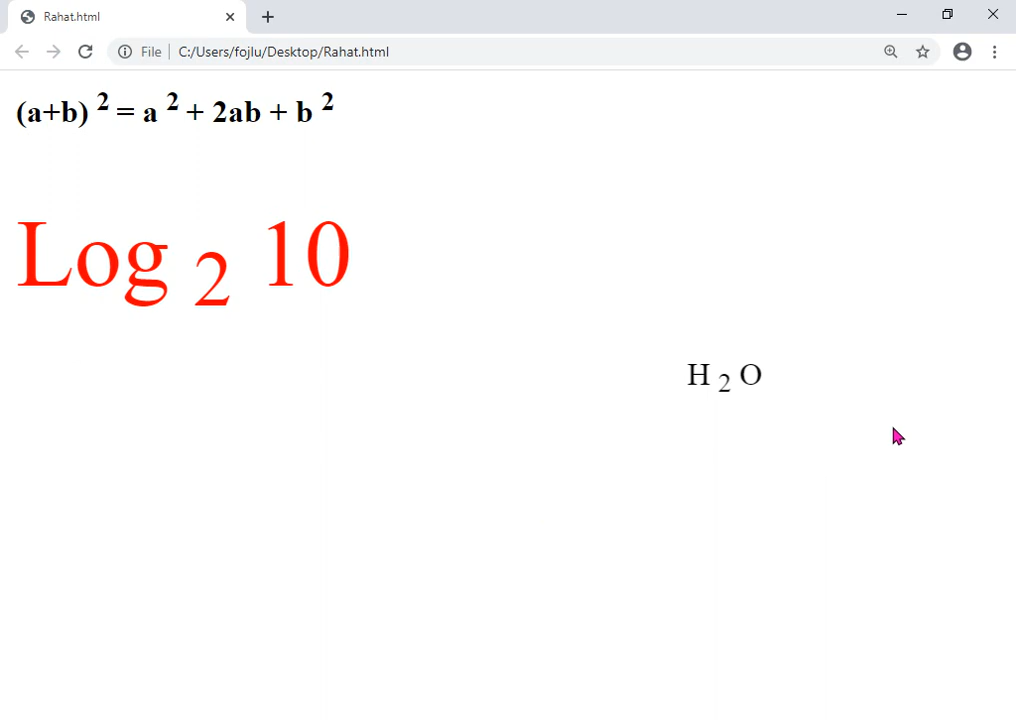 Rahat.html
File C:/Users/fojlu/Desktop/Rahat.html
(a+b) ² = a ² + 2ab + b ²
Log ₂ 10
H ₂ O